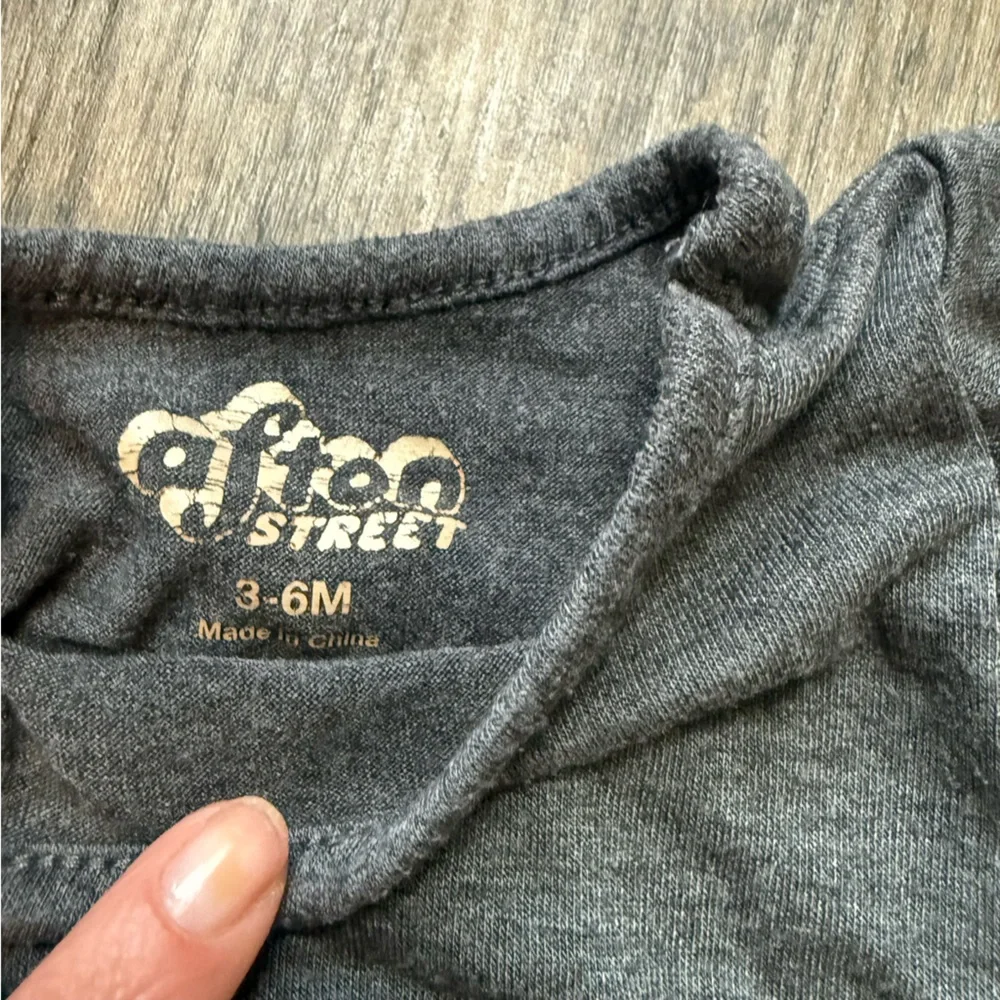 afton
STREET
3-6M
Made in China